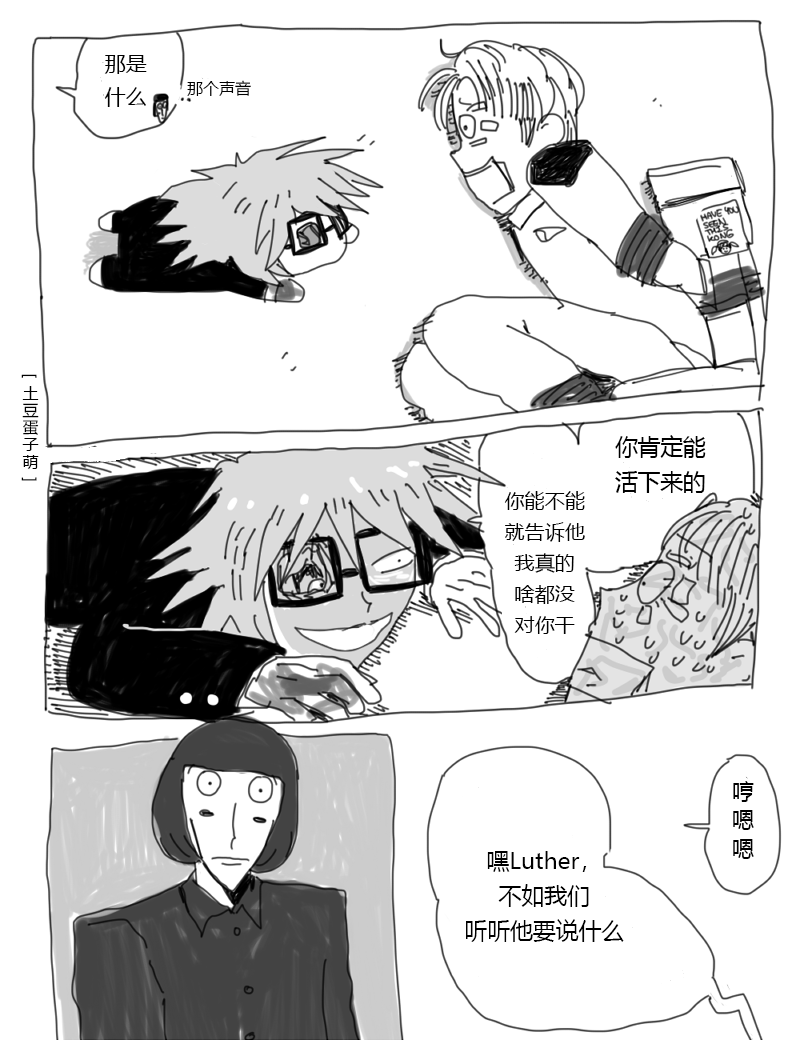 那是
什么
那个声音
HAVE YOU
SEEN
THIS
KONG
[土豆蛋子萌]
你肯定能
活下来的
你能不能
就告诉他
我真的
啥都没
对你干
哼
嗯
嗯
嘿Luther，
不如我们
听听他要说什么